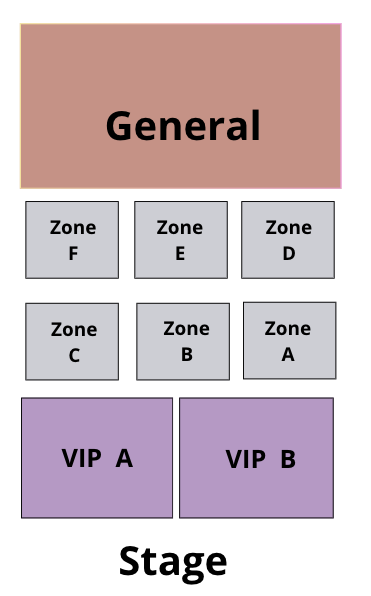 General
Zone
F
Zone
E
Zone
D
Zone
C
Zone
B
Zone
A
VIP A
VIP B
Stage